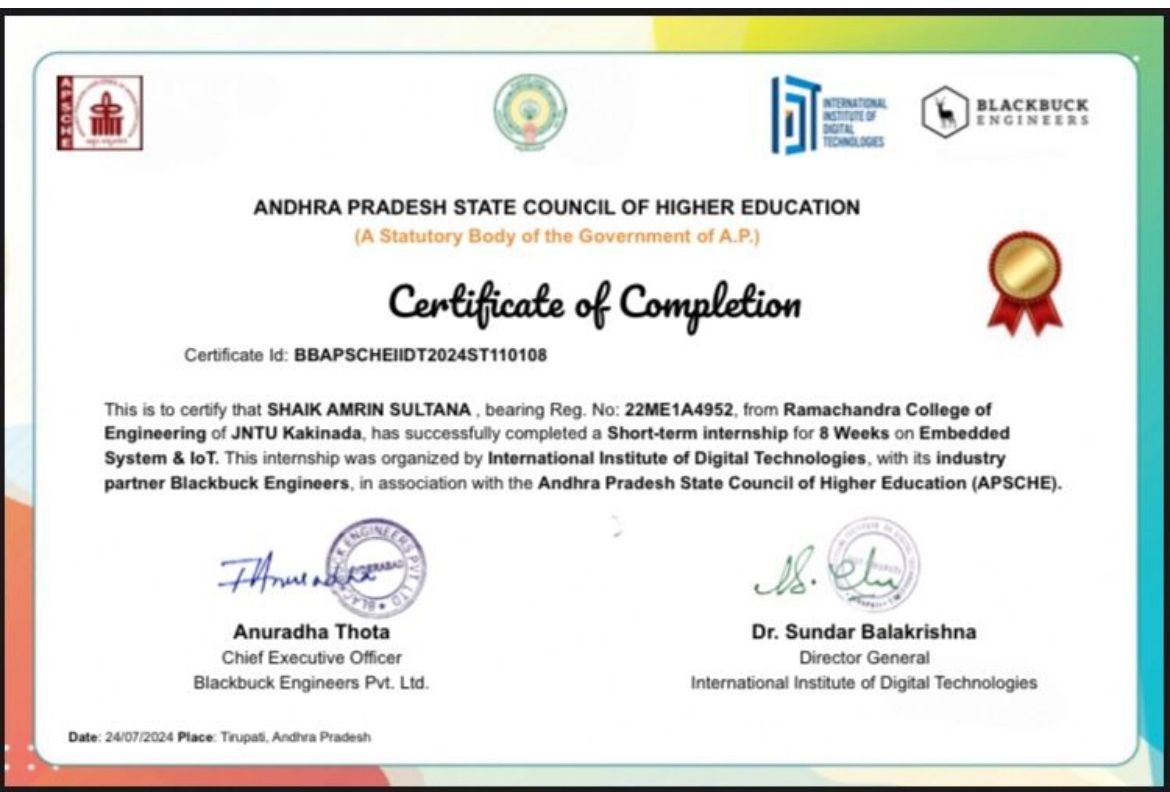 APSCHE
INTERNATIONAL
INSTITUTE OF
DIGITAL
TECHNOLOGIES
BLACKBUCK
ENGINEERS
ANDHRA PRADESH STATE COUNCIL OF HIGHER EDUCATION
(A Statutory Body of the Government of A.P.)
Certificate of Completion
Certificate Id: BBAPSCHEIIDT2024ST110108
This is to certify that SHAIK AMRIN SULTANA , bearing Reg. No: 22ME1A4952, from Ramachandra College of
Engineering of JNTU Kakinada, has successfully completed a Short-term internship for 8 Weeks on Embedded
System & IoT. This internship was organized by International Institute of Digital Technologies, with its industry
partner Blackbuck Engineers, in association with the Andhra Pradesh State Council of Higher Education (APSCHE).
Anuradha Thota
Chief Executive Officer
Blackbuck Engineers Pvt. Ltd.
Dr. Sundar Balakrishna
Director General
International Institute of Digital Technologies
Date: 24/07/2024 Place: Tirupati, Andhra Pradesh